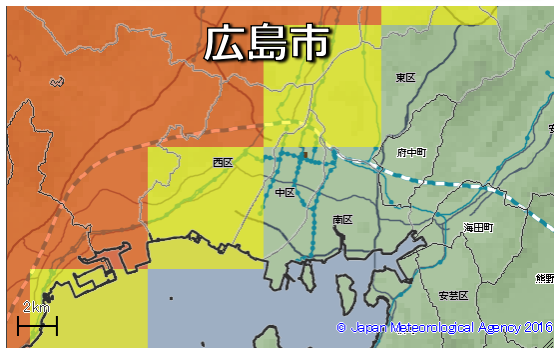 広島市
東区
安
府中町
西区
中区
南区
海田町
熊野
安芸区
2km
© Japan Meteorological Agency 2016